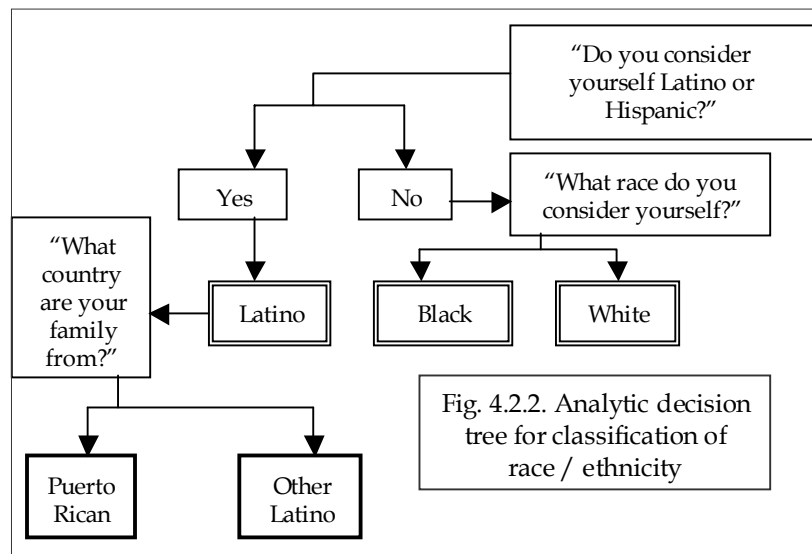 “Do you consider
yourself Latino or
Hispanic?”
Yes
No
“What race do you
consider yourself?”
“What
country
are your
family
from?”
Latino
Black
White
Fig. 4.2.2. Analytic decision
tree for classification of
race / ethnicity
Puerto
Rican
Other
Latino